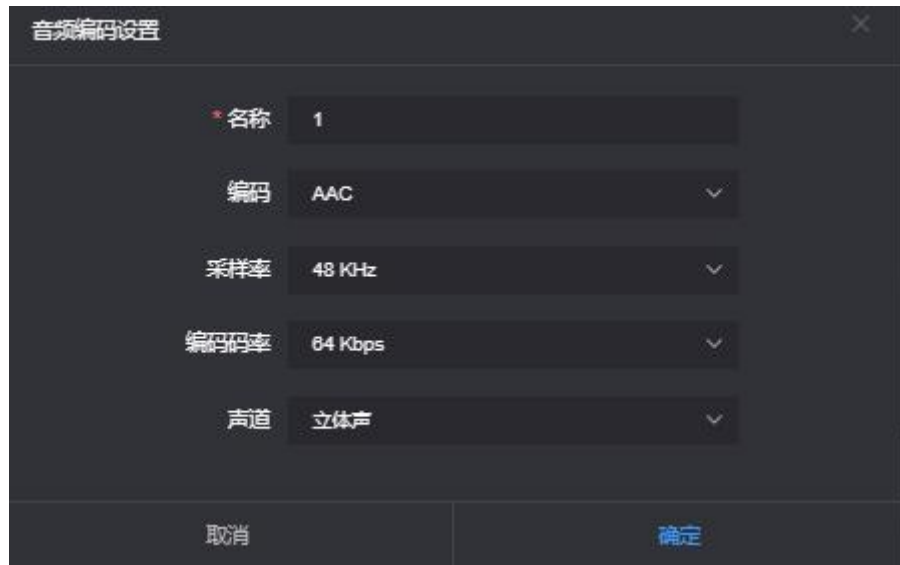 音频编码设置
* 名称 1
编码 AAC
采样率 48 KHz
编码码率 64 Kbps
声道 立体声
取消 确定